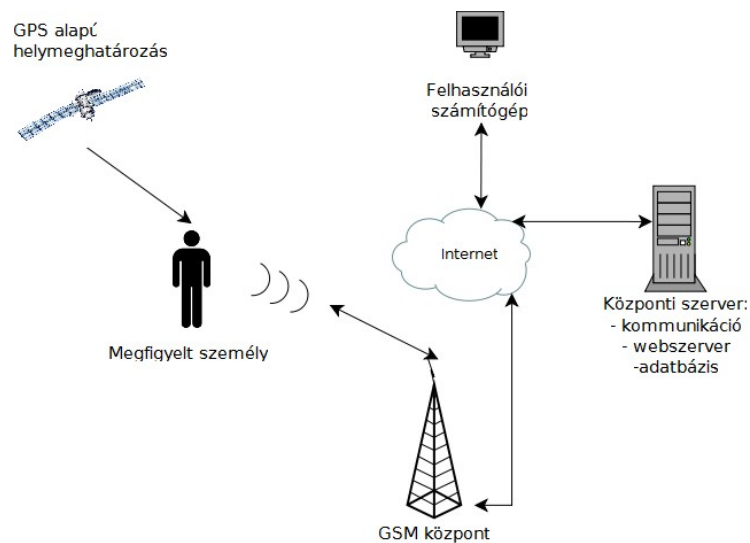 GPS alapú
helymeghatározás
Felhasználói
számítógép
Internet
Központi szerver:
- kommunikáció
- webszerver
-adatbázis
Megfigyelt személy
GSM központ